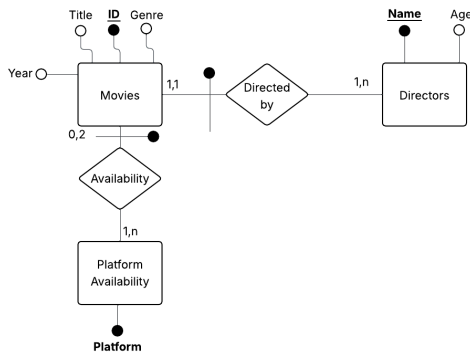 Title ID Genre
Name Age
Year
Movies
1,1
Directed
by
1,n
Directors
0,2
Availability
1,n
Platform
Availability
Platform